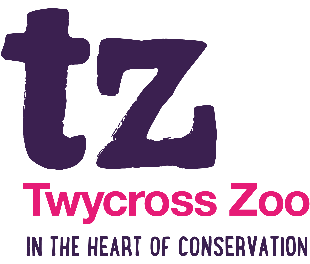 tz
Twycross Zoo
IN THE HEART OF CONSERVATION